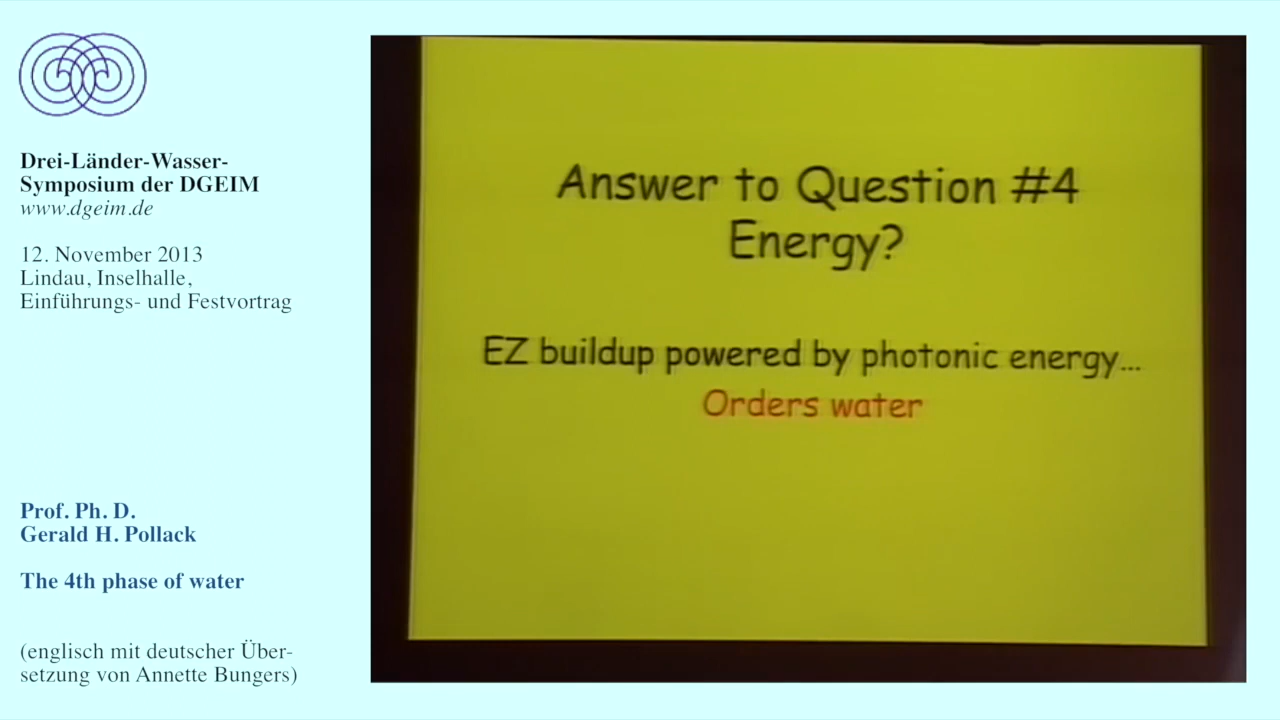 Drei-Länder-Wasser-
Symposium der DGEIM
www.dgeim.de
12. November 2013
Lindau, Inselhalle,
Einführungs- und Festvortrag
Prof. Ph. D.
Gerald H. Pollack
The 4th phase of water
(englisch mit deutscher Über-
setzung von Annette Bungers)
Answer to Question #4
Energy?
EZ buildup powered by photonic energy...
Orders water